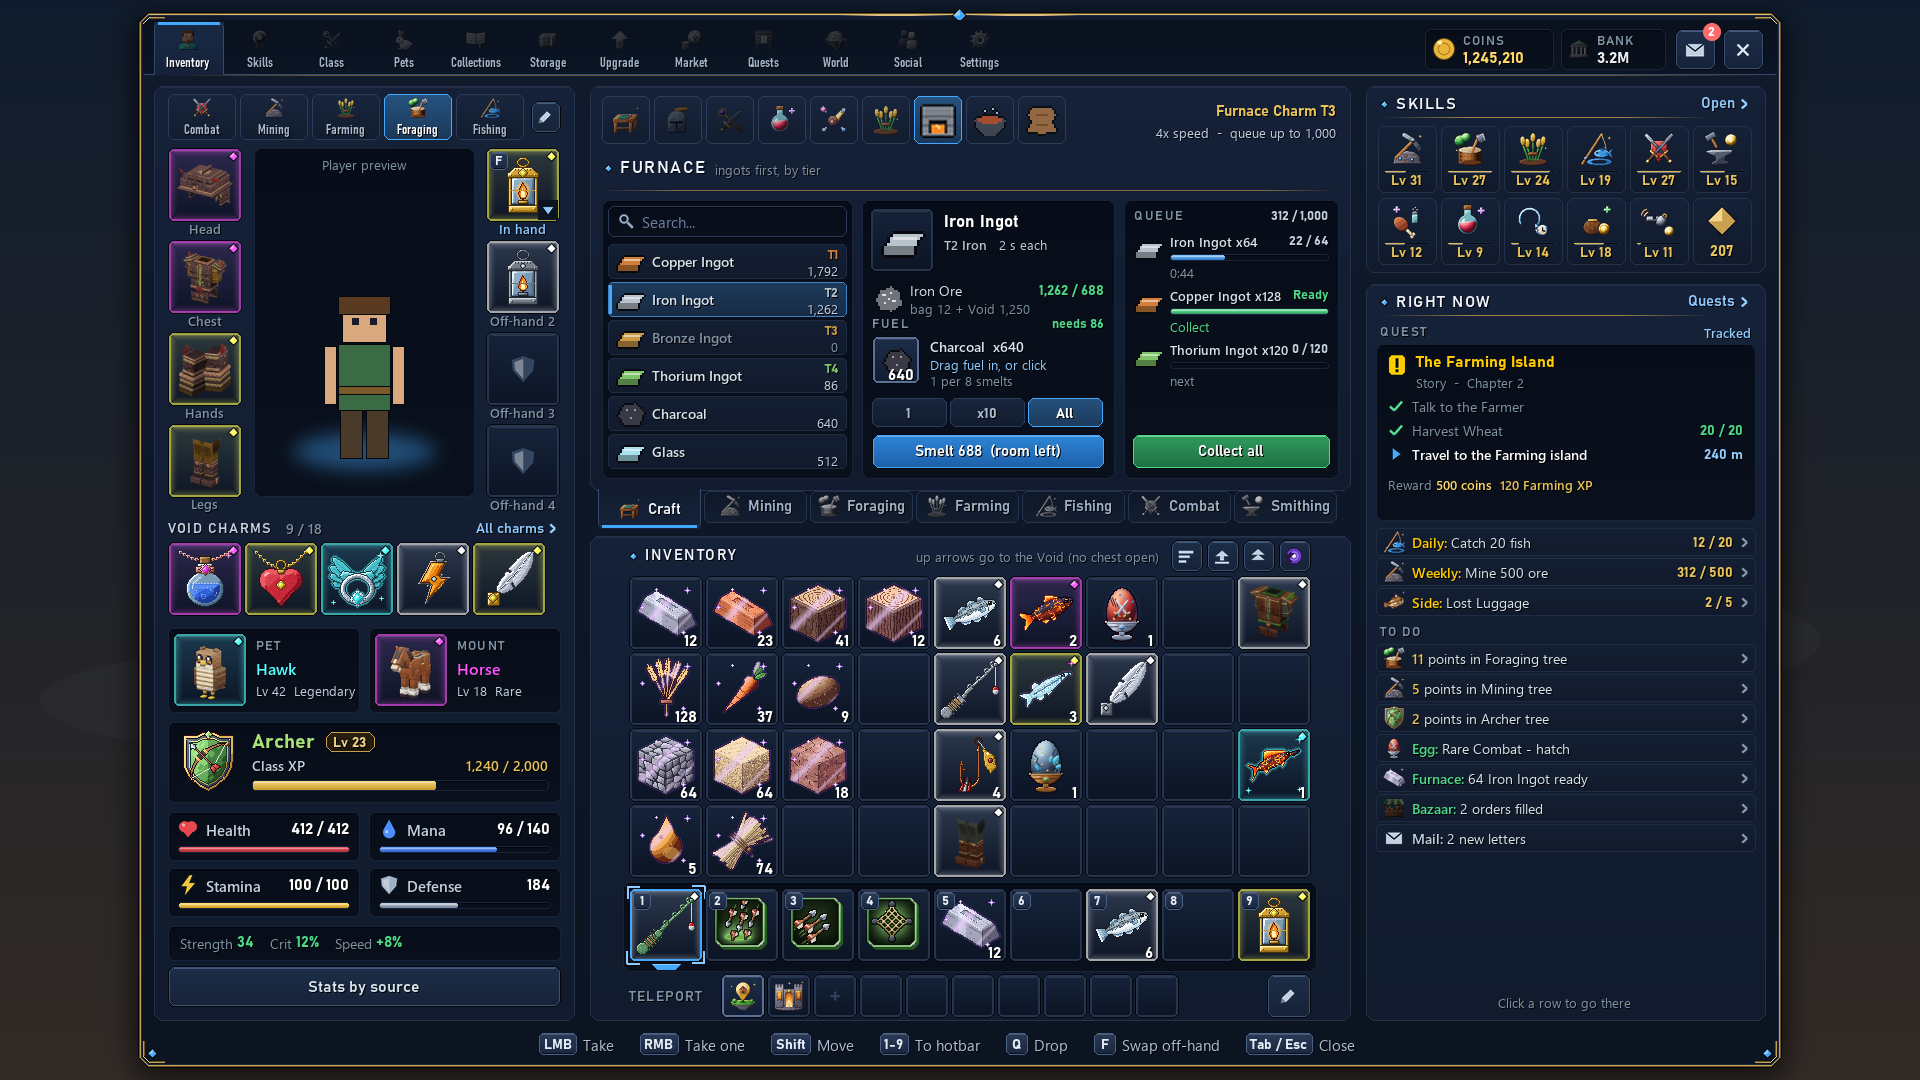 Inventory
Skills
Class
Pets
Collections
Storage
Upgrade
Market
Quests
World
Social
Settings
COINS
1,245,210
BANK
3.2M
2
Combat
Mining
Farming
Foraging
Fishing
Head
Chest
Hands
Legs
Player preview
F
In hand
Off-hand 2
Off-hand 3
Off-hand 4
VOID CHARMS 9 / 18
All charms
PET
Hawk
Lv 42 Legendary
MOUNT
Horse
Lv 18 Rare
Archer Lv 23
Class XP 1,240 / 2,000
Health 412 / 412
Mana 96 / 140
Stamina 100 / 100
Defense 184
Strength 34 Crit 12% Speed +8%
Stats by source
Furnace Charm T3
4x speed - queue up to 1,000
FURNACE ingots first, by tier
Search...
Copper Ingot T1
1,792
Iron Ingot T2
1,262
Bronze Ingot T3
0
Thorium Ingot T4
86
Charcoal
640
Glass
512
Iron Ingot
T2 Iron 2 s each
Iron Ore 1,262 / 688
bag 12 + Void 1,250
FUEL needs 86
Charcoal x640
Drag fuel in, or click
1 per 8 smelts
640
1
x10
All
Smelt 688 (room left)
QUEUE 312 / 1,000
Iron Ingot x64 22 / 64
0:44
Copper Ingot x128 Ready
Collect
Thorium Ingot x120 0 / 120
next
Collect all
Craft
Mining
Foraging
Farming
Fishing
Combat
Smithing
INVENTORY
up arrows go to the Void (no chest open)
12
23
41
12
6
2
1
128
37
9
3
64
64
18
4
1
1
5
74
1
2
3
4
5
12
6
7
6
8
9
TELEPORT
+
SKILLS Open
Lv 31
Lv 27
Lv 24
Lv 19
Lv 27
Lv 15
Lv 12
Lv 9
Lv 14
Lv 18
Lv 11
207
RIGHT NOW Quests
QUEST Tracked
The Farming Island
Story - Chapter 2
Talk to the Farmer
Harvest Wheat 20 / 20
Travel to the Farming island 240 m
Reward 500 coins 120 Farming XP
Daily: Catch 20 fish 12 / 20
Weekly: Mine 500 ore 312 / 500
Side: Lost Luggage 2 / 5
TO DO
11 points in Foraging tree
5 points in Mining tree
2 points in Archer tree
Egg: Rare Combat - hatch
Furnace: 64 Iron Ingot ready
Bazaar: 2 orders filled
Mail: 2 new letters
Click a row to go there
LMB Take
RMB Take one
Shift Move
1-9 To hotbar
Q Drop
F Swap off-hand
Tab / Esc Close